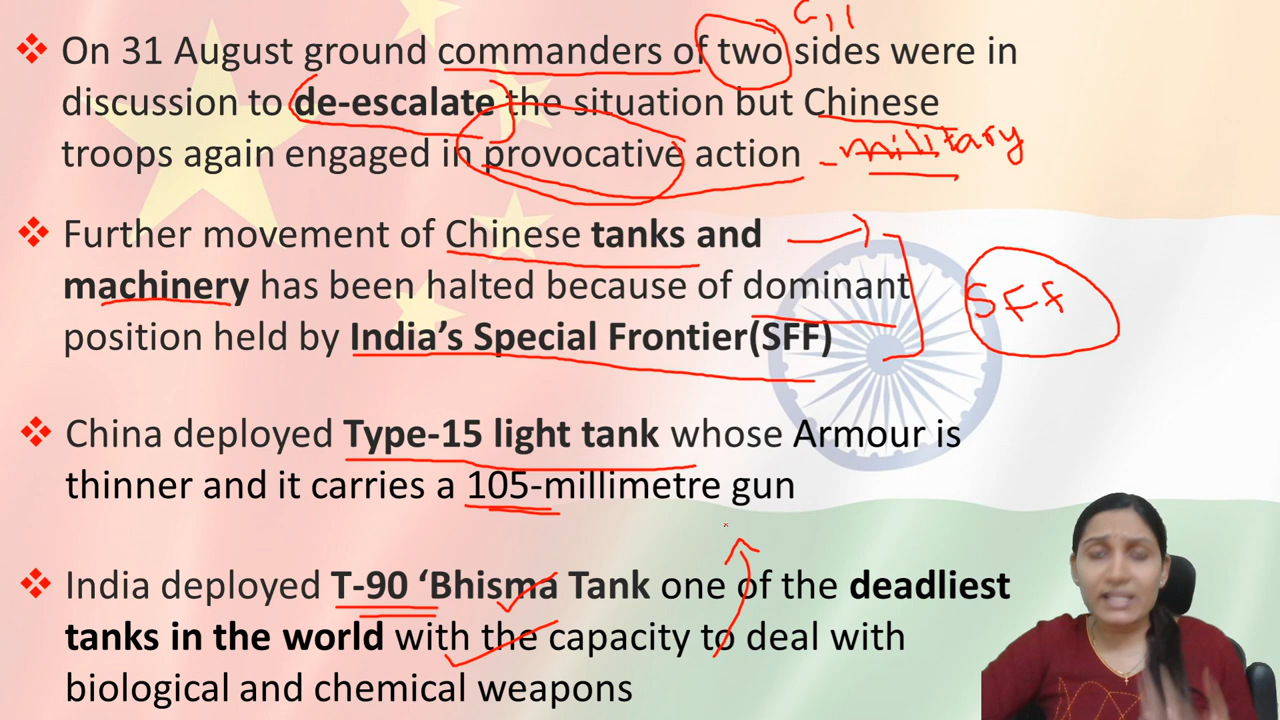 ❖ On 31 August ground commanders of two sides were in
discussion to de-escalate the situation but Chinese
troops again engaged in provocative action - military
❖ Further movement of Chinese tanks and
machinery has been halted because of dominant
position held by India's Special Frontier(SFF)
SFF
❖ China deployed Type-15 light tank whose Armour is
thinner and it carries a 105-millimetre gun
❖ India deployed T-90 ‘Bhisma Tank one of the deadliest
tanks in the world with the capacity to deal with
biological and chemical weapons